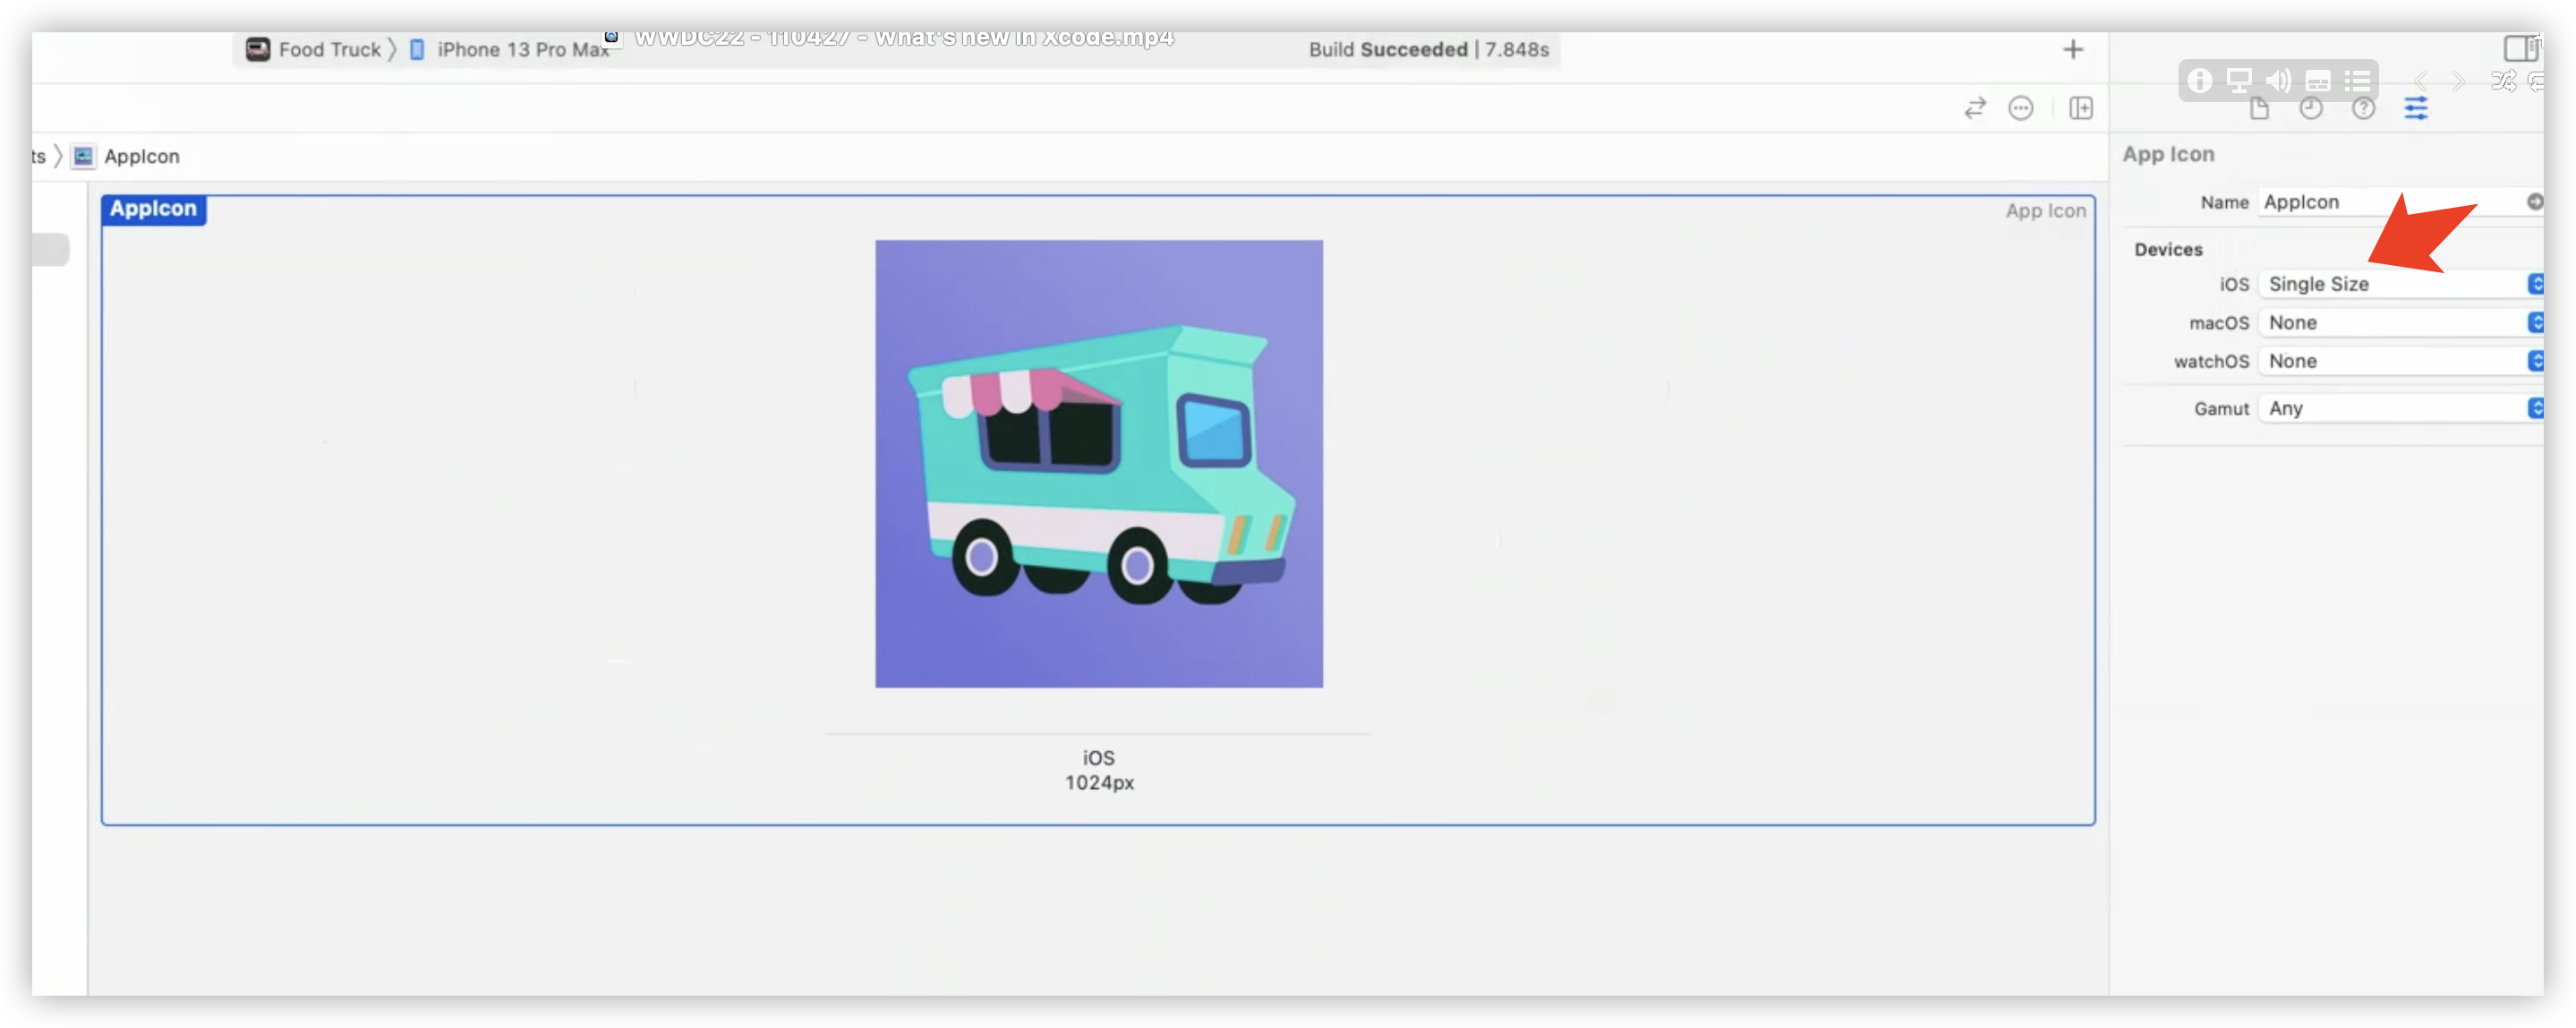 Food Truck 〉 iPhone 13 Pro Max
WWDC22 - 110427 - What's new in Xcode.mp4
Build Succeeded | 7.848s
ts 〉 AppIcon
AppIcon
App Icon
iOS
1024px
App Icon
Name AppIcon
Devices
iOS Single Size
macOS None
watchOS None
Gamut Any